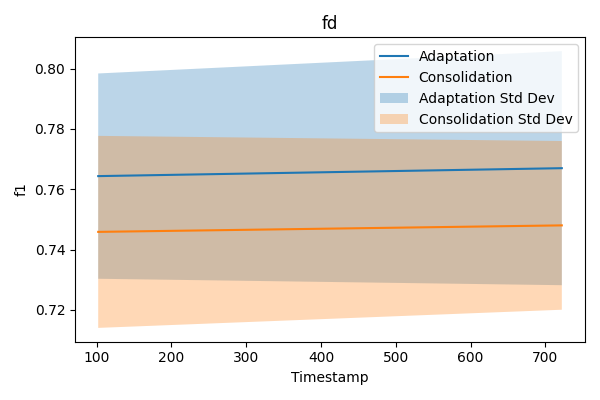 fd
Adaptation
Consolidation
Adaptation Std Dev
Consolidation Std Dev
f1
0.80
0.78
0.76
0.74
0.72
100 200 300 400 500 600 700
Timestamp